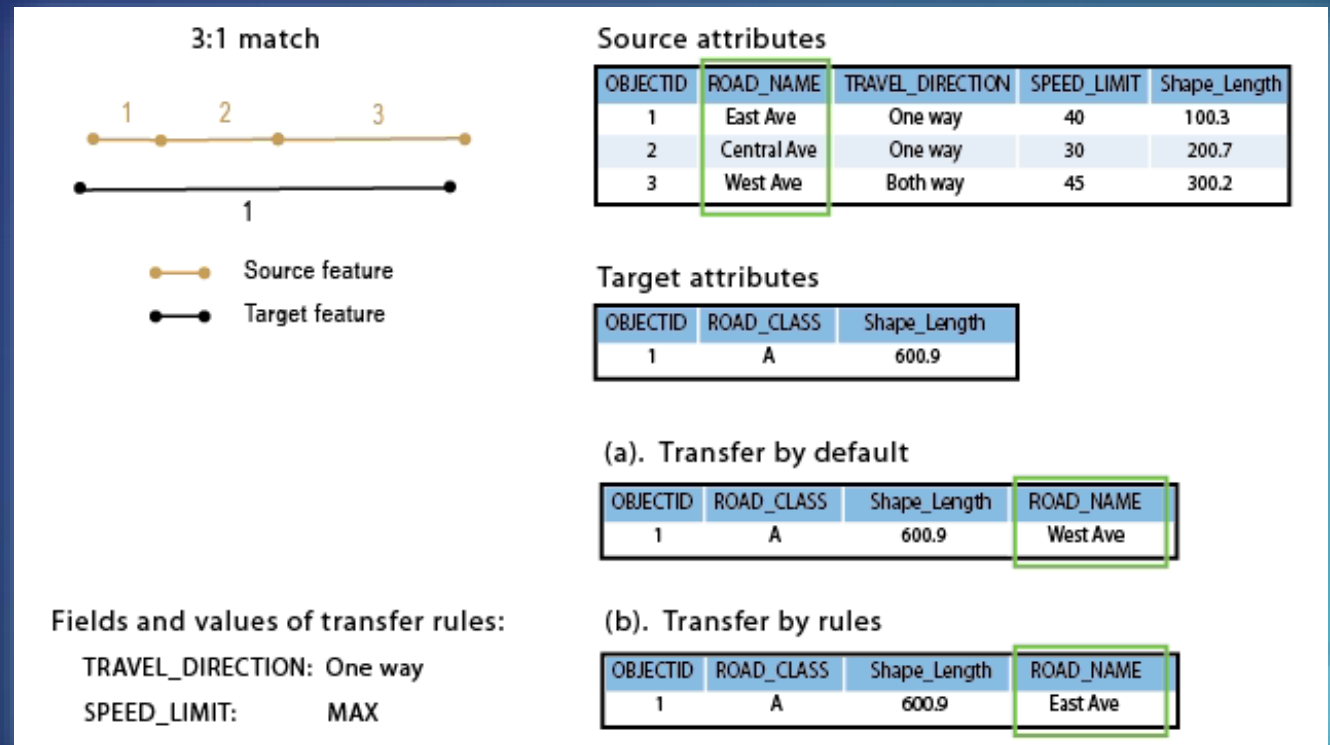 3:1 match
1 2 3
1
Source feature
Target feature
Source attributes
OBJECTID ROAD_NAME TRAVEL_DIRECTION SPEED_LIMIT Shape_Length
1 East Ave One way 40 100.3
2 Central Ave One way 30 200.7
3 West Ave Both way 45 300.2
Target attributes
OBJECTID ROAD_CLASS Shape_Length
1 A 600.9
(a). Transfer by default
OBJECTID ROAD_CLASS Shape_Length ROAD_NAME
1 A 600.9 West Ave
Fields and values of transfer rules:
TRAVEL_DIRECTION: One way
SPEED_LIMIT: MAX
(b). Transfer by rules
OBJECTID ROAD_CLASS Shape_Length ROAD_NAME
1 A 600.9 East Ave